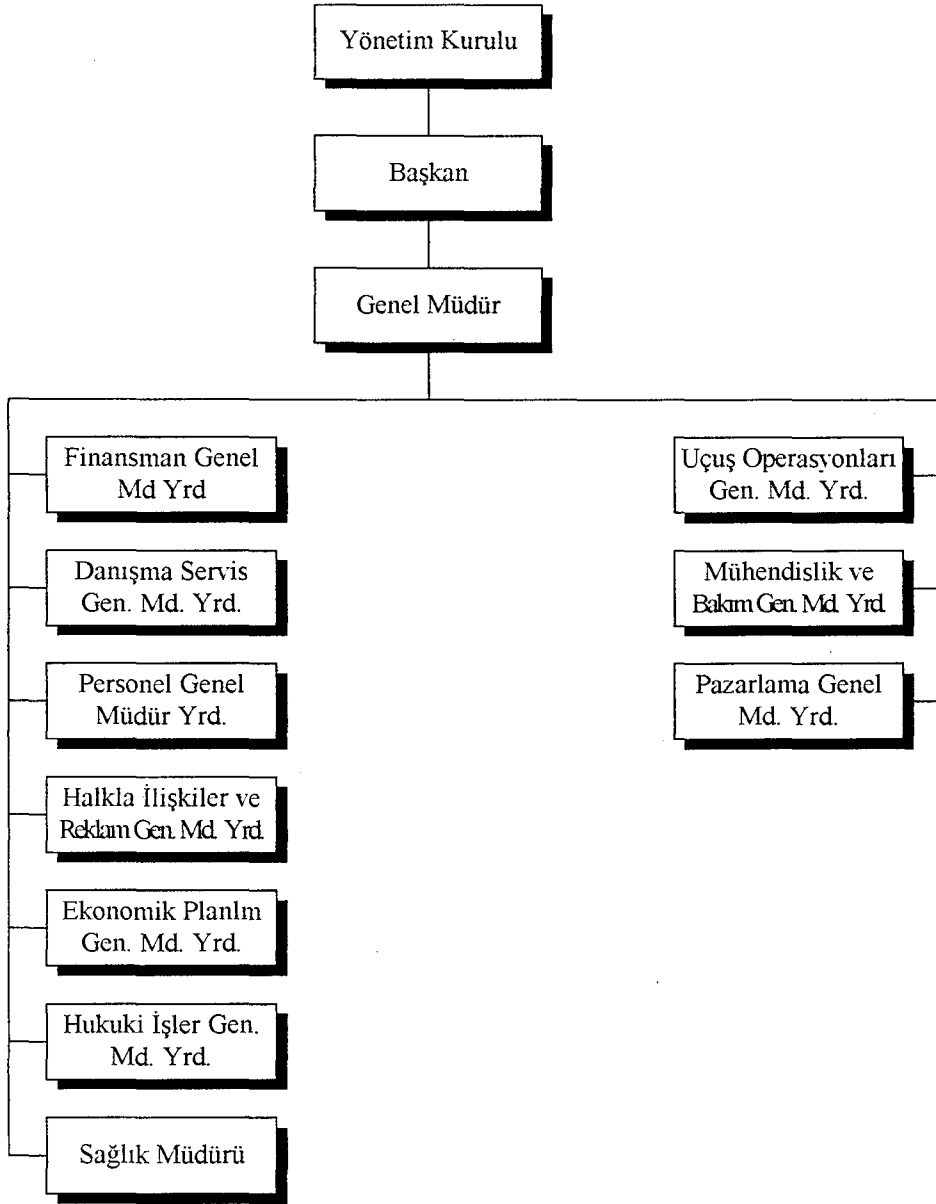 Yönetim Kurulu
Başkan
Genel Müdür
Finansman Genel
Md Yrd
Danışma Servis
Gen. Md. Yrd.
Personel Genel
Müdür Yrd.
Halkla İlişkiler ve
Reklam Gen. Md. Yrd.
Ekonomik Planlm
Gen. Md. Yrd.
Hukuki İşler Gen.
Md. Yrd.
Sağlık Müdürü
Uçuş Operasyonları
Gen. Md. Yrd.
Mühendislik ve
Bakım Gen. Md. Yrd
Pazarlama Genel
Md. Yrd.